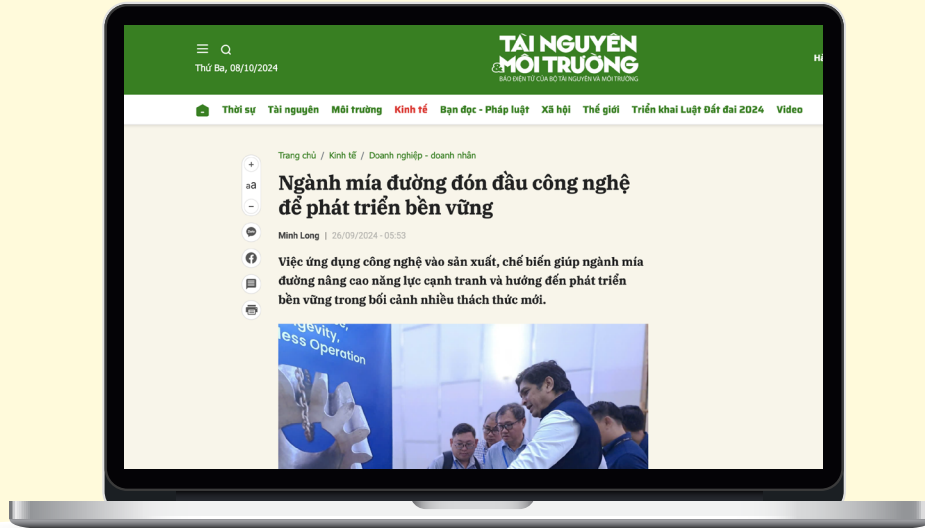 TÀI NGUYÊN
& MÔI TRƯỜNG
BÁO ĐIỆN TỬ CỦA BỘ TÀI NGUYÊN VÀ MÔI TRƯỜNG
Thứ Ba, 08/10/2024
Thời sự Tài nguyên Môi trường Kinh tế Bạn đọc - Pháp luật Xã hội Thế giới Triển khai Luật Đất đai 2024 Video
Trang chủ / Kinh tế / Doanh nghiệp - doanh nhân
+
aa
−
Ngành mía đường đón đầu công nghệ
để phát triển bền vững
Minh Long | 26/09/2024 - 05:53
Việc ứng dụng công nghệ vào sản xuất, chế biến giúp ngành mía
đường nâng cao năng lực cạnh tranh và hướng đến phát triển
bền vững trong bối cảnh nhiều thách thức mới.
Operation